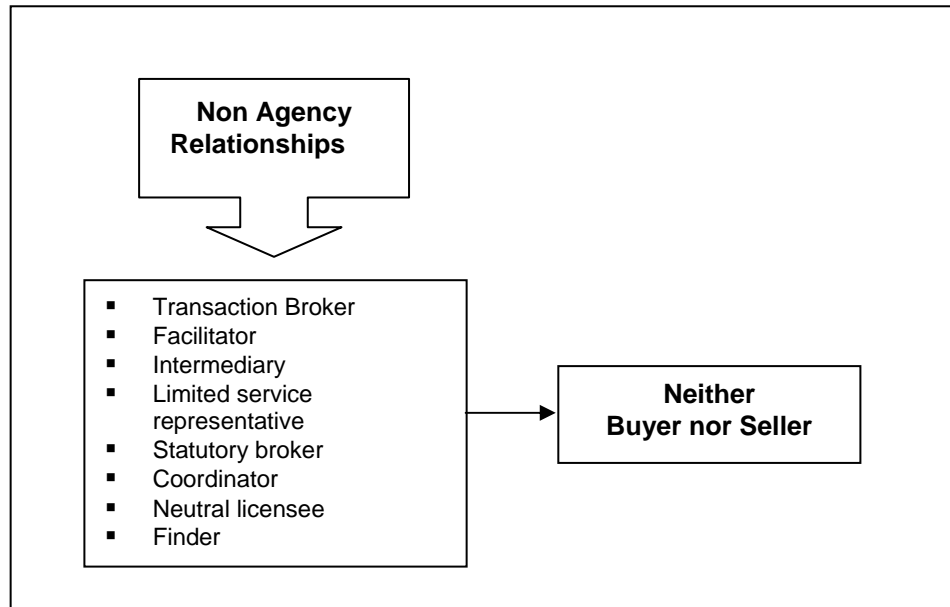 Non Agency
Relationships
▪ Transaction Broker
▪ Facilitator
▪ Intermediary
▪ Limited service
representative
▪ Statutory broker
▪ Coordinator
▪ Neutral licensee
▪ Finder
Neither
Buyer nor Seller